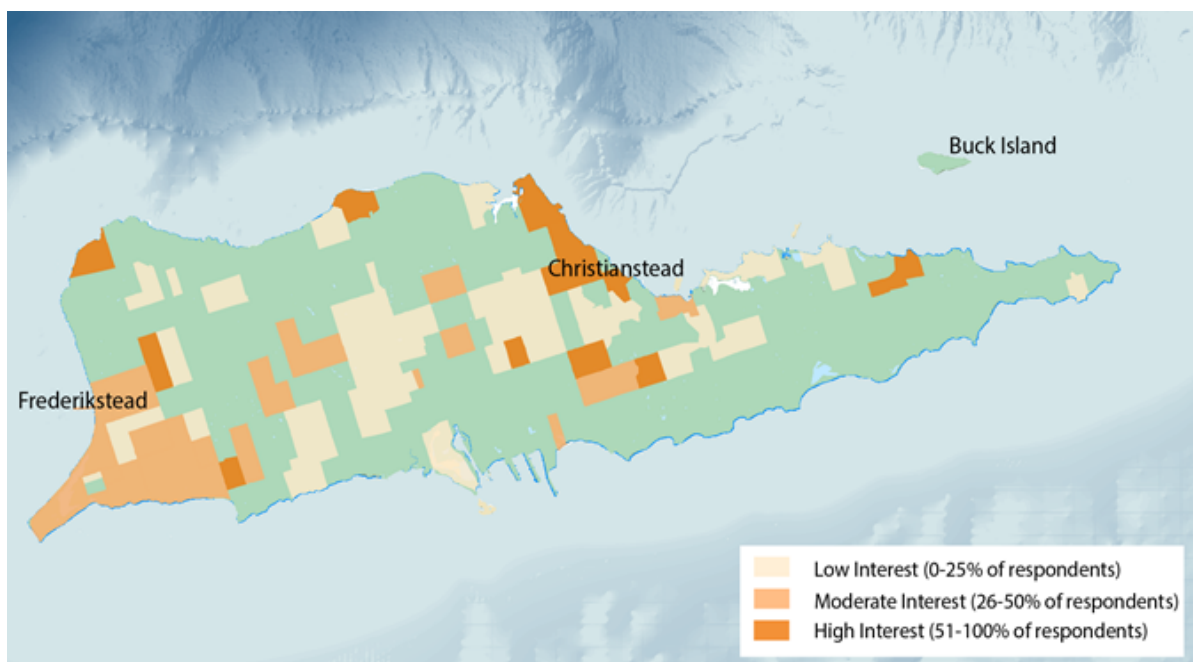 Buck Island
Christianstead
Frederikstead
Low Interest (0-25% of respondents)
Moderate Interest (26-50% of respondents)
High Interest (51-100% of respondents)